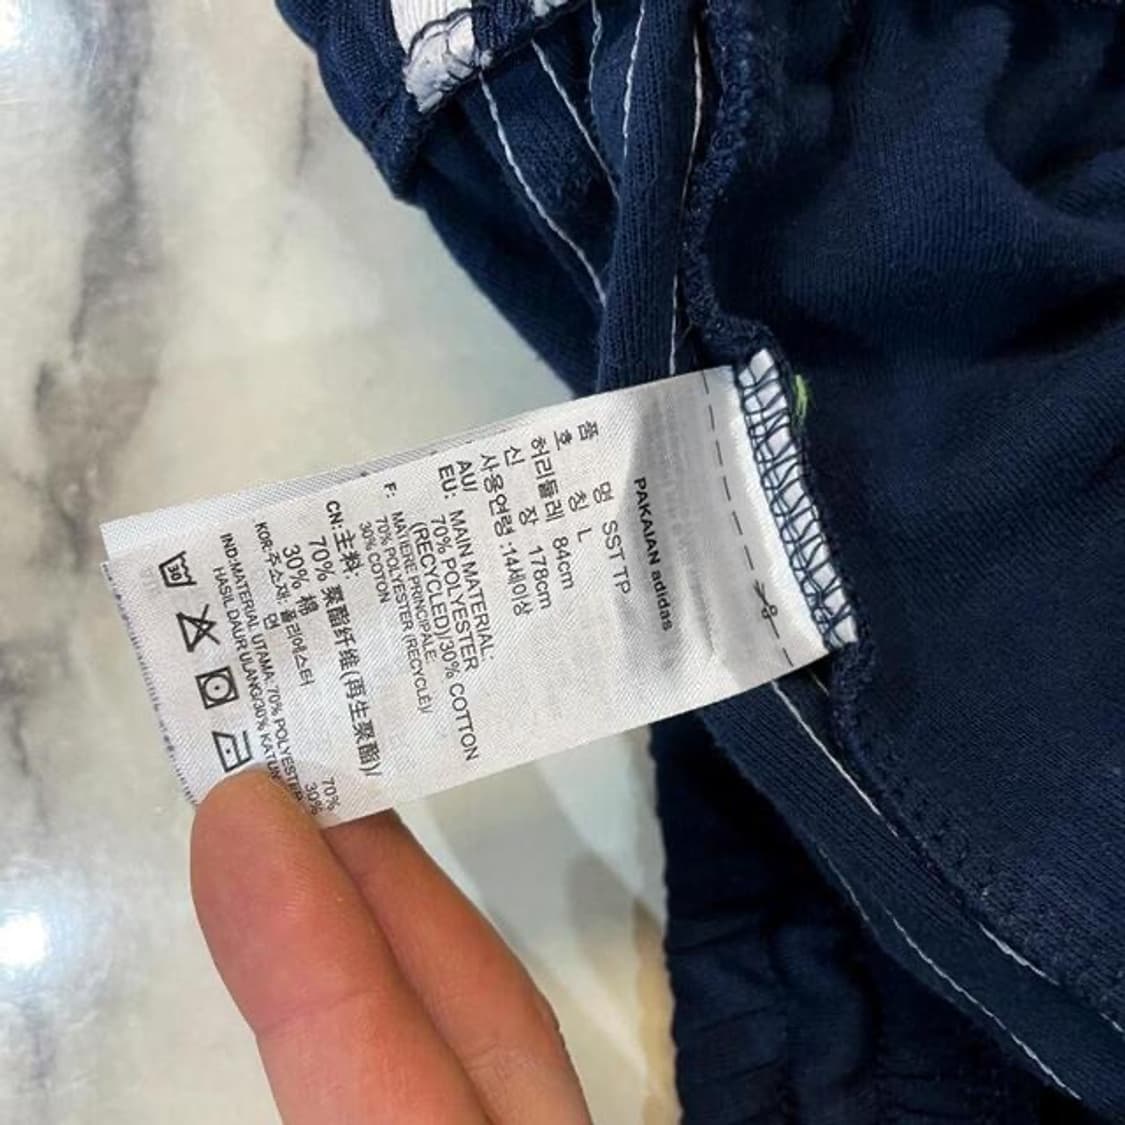 PAKAIAN adidas
품 명 SST TP
호 칭 L
허리둘레 84cm
신 장 178cm
사용연령 :14세이상
AU/
EU: MAIN MATERIAL:
70% POLYESTER
(RECYCLED)/30% COTTON
F: MATIERE PRINCIPALE:
70% POLYESTER (RECYCLÉ)/
30% COTON
CN:主料:
70% 聚酯纤维(再生聚酯)/
30% 棉
KOR:주소재: 폴리에스터 70%
면 30%
IND:MATERIAL UTAMA: 70% POLYESTER
HASIL DAUR ULANG/30% KATUN
30